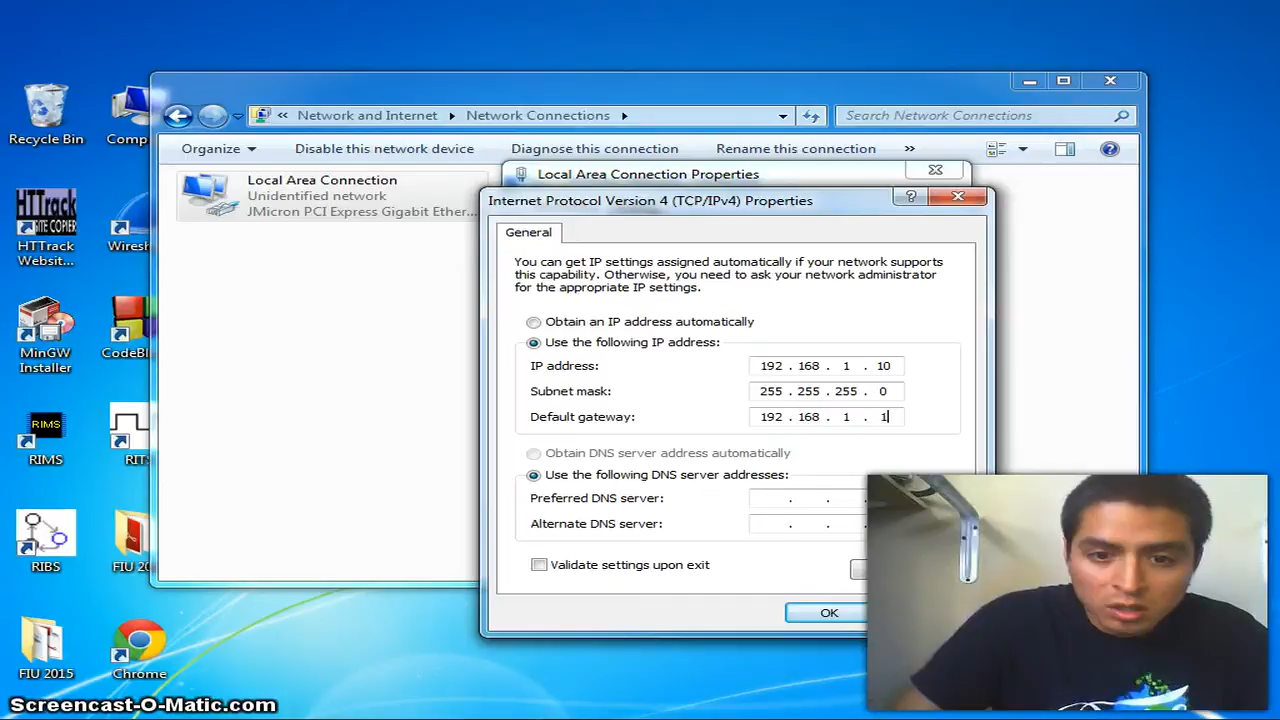 Recycle Bin
Comp
HTTrack
SITE COPIER
HTTrack
Websit...
Wiresh
MinGW
Installer
CodeBl
RIMS
RIMS
RIT
RIBS
FIU 20
FIU 2015
Chrome
« Network and Internet Network Connections
Search Network Connections
Organize Disable this network device Diagnose this connection Rename this connection »
Local Area Connection
Unidentified network
JMicron PCI Express Gigabit Ether...
Local Area Connection Properties
Internet Protocol Version 4 (TCP/IPv4) Properties
?
General
You can get IP settings assigned automatically if your network supports
this capability. Otherwise, you need to ask your network administrator
for the appropriate IP settings.
Obtain an IP address automatically
Use the following IP address:
IP address: 192 . 168 . 1 . 10
Subnet mask: 255 . 255 . 255 . 0
Default gateway: 192 . 168 . 1 . 1
Obtain DNS server address automatically
Use the following DNS server addresses:
Preferred DNS server: . . .
Alternate DNS server: . . .
Validate settings upon exit
OK
Screencast-O-Matic.com